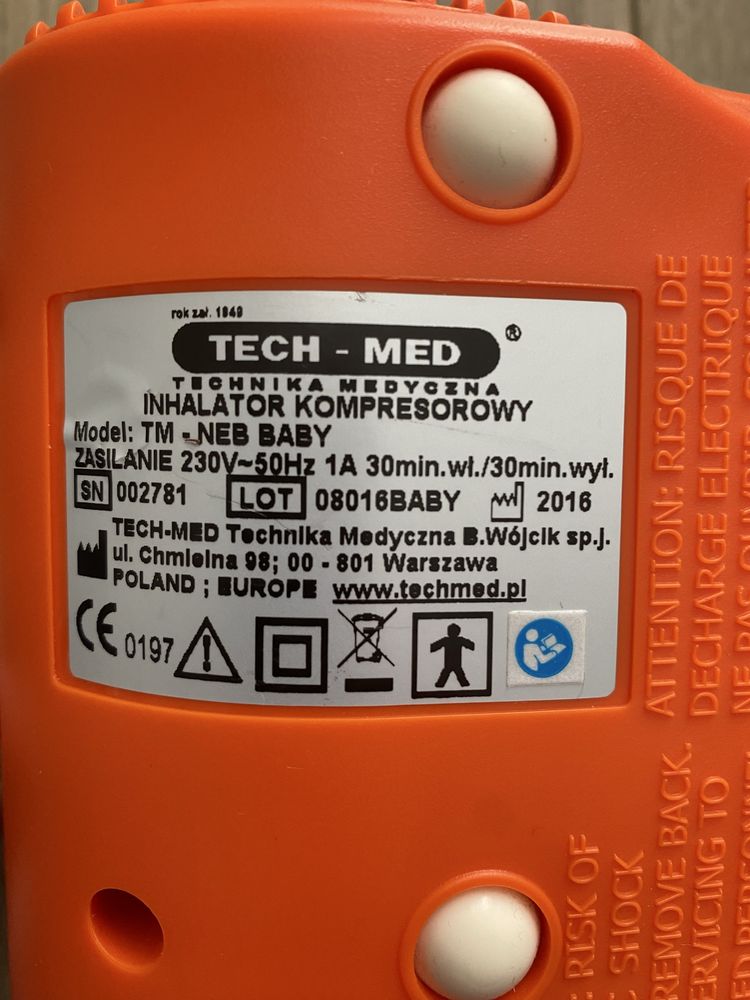 rok zał. 1949
TECH - MED ®
TECHNIKA MEDYCZNA
INHALATOR KOMPRESOROWY
Model: TM - NEB BABY
ZASILANIE 230V~50Hz 1A 30min.wł./30min.wył.
SN 002781 LOT 08016BABY 2016
TECH-MED Technika Medyczna B.Wójcik sp.j.
ul. Chmielna 98; 00 - 801 Warszawa
POLAND ; EUROPE www.techmed.pl
CE 0197
ATTENTION: RISQUE DE
DECHARGE ELECTRIQUE
NE PAS
RISK OF
SHOCK
REMOVE BACK.
SERVICING TO